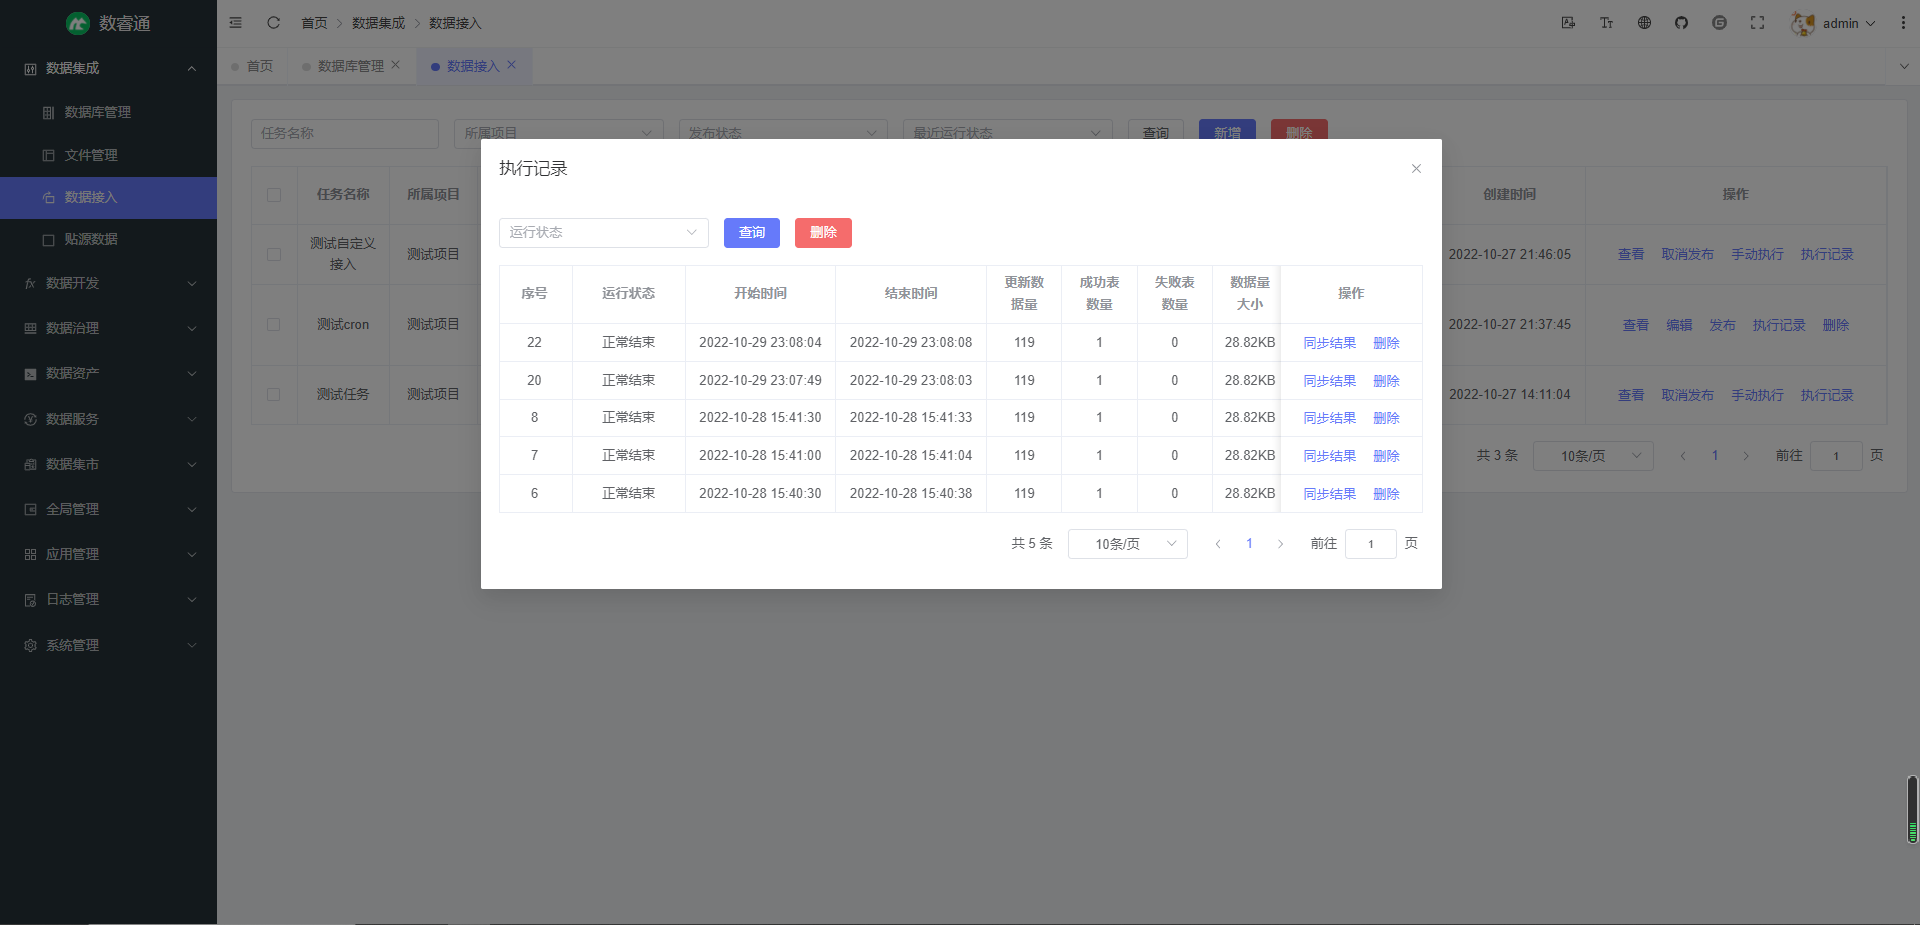 数睿通
首页 数据集成 数据接入
admin
首页 数据库管理 数据接入
数据集成
数据库管理
文件管理
数据接入
贴源数据
数据开发
数据治理
数据资产
数据服务
数据集市
全局管理
应用管理
日志管理
系统管理
任务名称 所属项目 发布状态 最近运行状态 查询 新增 删除
任务名称 所属项目 创建时间 操作
测试自定义
接入
测试项目 2022-10-27 21:46:05 查看 取消发布 手动执行 执行记录
测试cron 测试项目 2022-10-27 21:37:45 查看 编辑 发布 执行记录 删除
测试任务 测试项目 2022-10-27 14:11:04 查看 取消发布 手动执行 执行记录
共 3 条 10条/页 1 前往 1 页
执行记录
运行状态 查询 删除
序号 运行状态 开始时间 结束时间 更新数据量 成功表数量 失败表数量 数据量大小 操作
22 正常结束 2022-10-29 23:08:04 2022-10-29 23:08:08 119 1 0 28.82KB 同步结果 删除
20 正常结束 2022-10-29 23:07:49 2022-10-29 23:08:03 119 1 0 28.82KB 同步结果 删除
8 正常结束 2022-10-28 15:41:30 2022-10-28 15:41:33 119 1 0 28.82KB 同步结果 删除
7 正常结束 2022-10-28 15:41:00 2022-10-28 15:41:04 119 1 0 28.82KB 同步结果 删除
6 正常结束 2022-10-28 15:40:30 2022-10-28 15:40:38 119 1 0 28.82KB 同步结果 删除
共 5 条 10条/页 1 前往 1 页